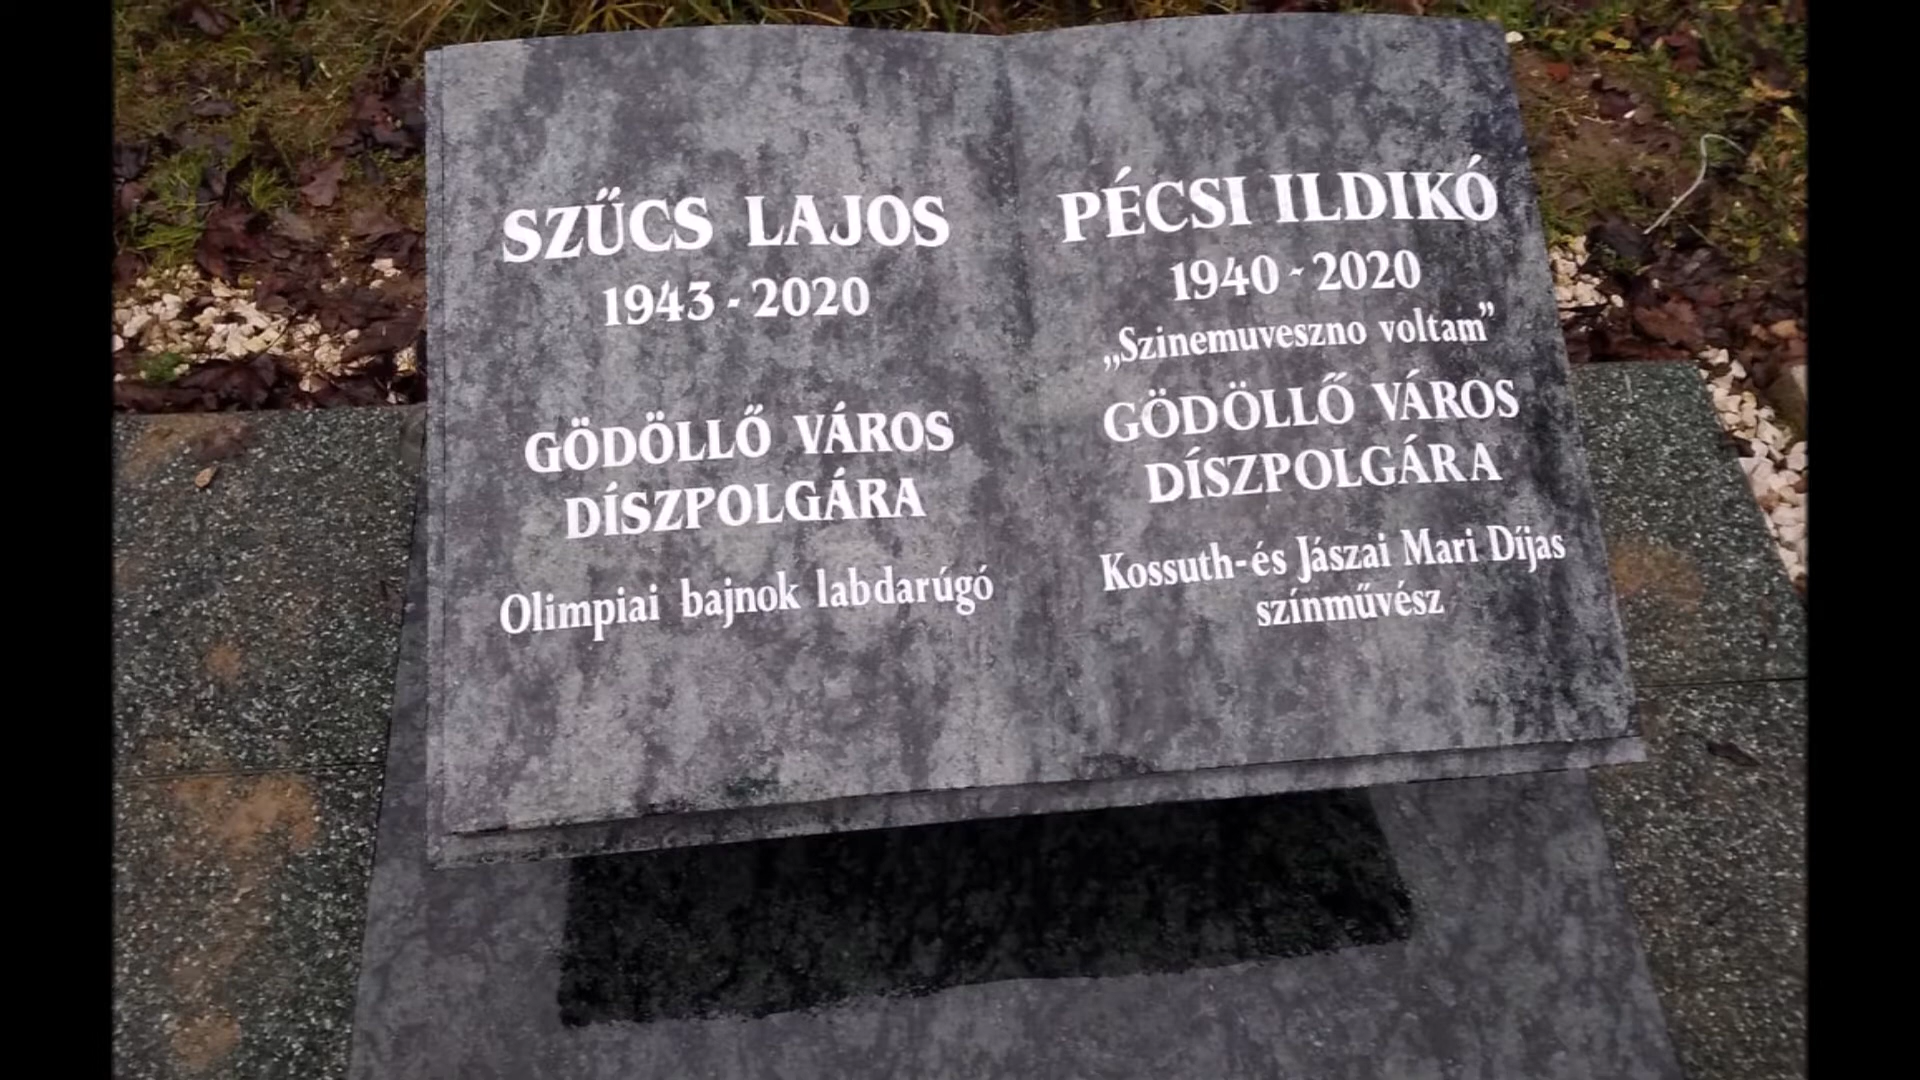 SZŰCS LAJOS
1943 - 2020
GÖDÖLLŐ VÁROS
DÍSZPOLGÁRA
Olimpiai bajnok labdarúgó
PÉCSI ILDIKÓ
1940 - 2020
„Szinemuveszno voltam”
GÖDÖLLŐ VÁROS
DÍSZPOLGÁRA
Kossuth-és Jászai Mari Díjas
színművész